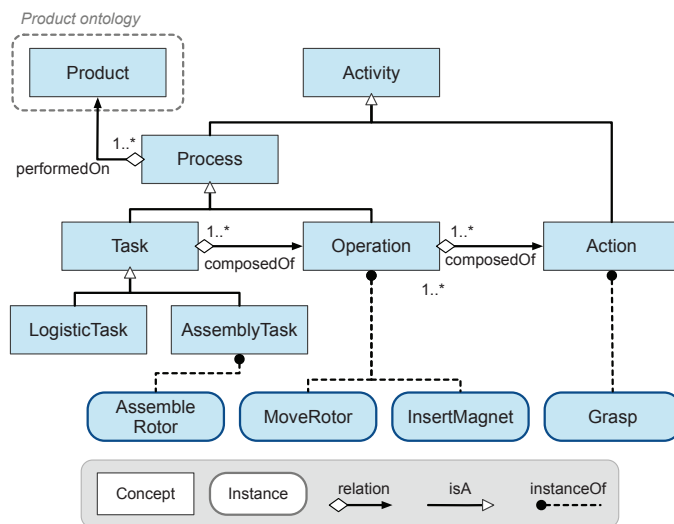 Product ontology
Product
Activity
1..*
performedOn
Process
Task
1..*
composedOf
Operation
1..*
composedOf
Action
1..*
LogisticTask
AssemblyTask
Assemble
Rotor
MoveRotor
InsertMagnet
Grasp
Concept
Instance
relation
isA
instanceOf